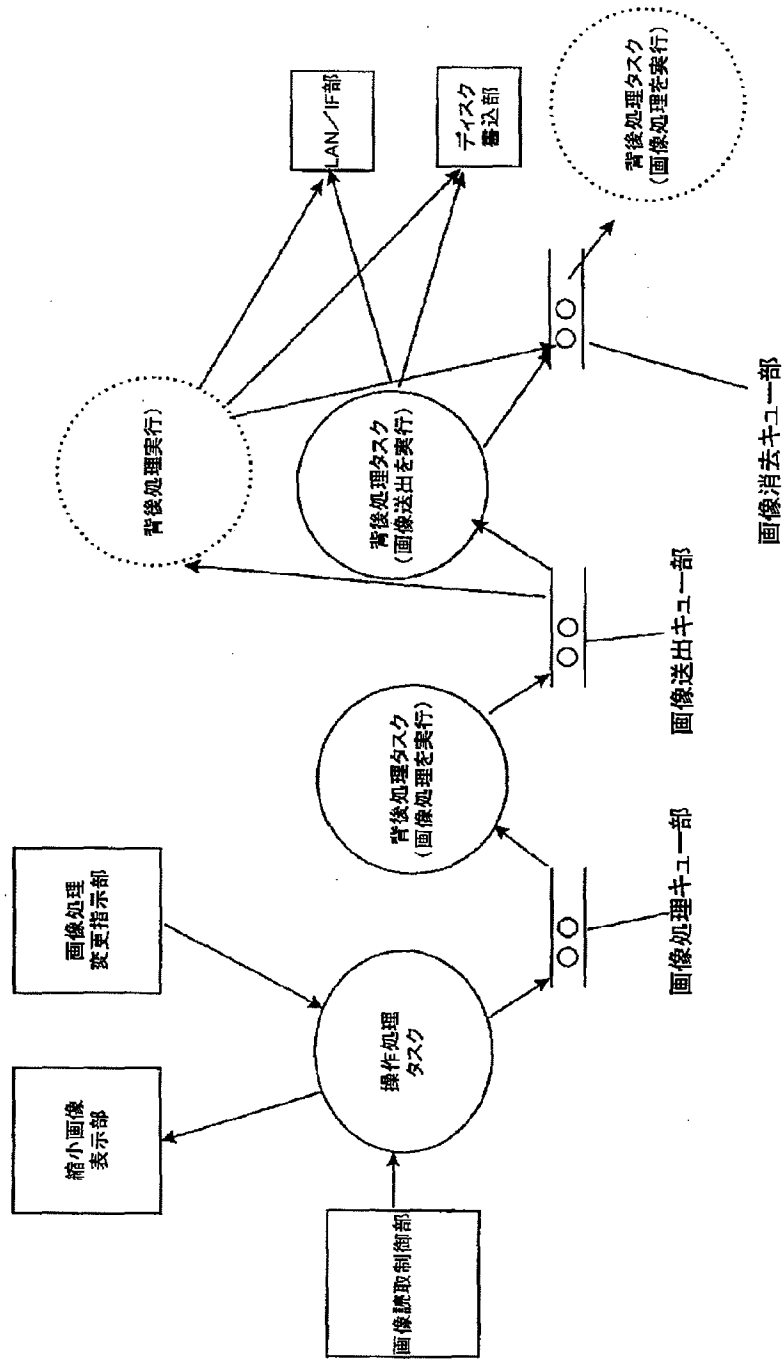 縮小画像
表示部
画像処理
変更指示部
画像読取制御部
操作処理
タスク
画像処理キュー部
背後処理タスク
(画像処理を実行)
画像送出キュー部
背後処理実行)
背後処理タスク
(画像送出を実行)
LAN/IF部
ディスク
書込部
画像消去キュー部
背後処理タスク
(画像処理を実行)